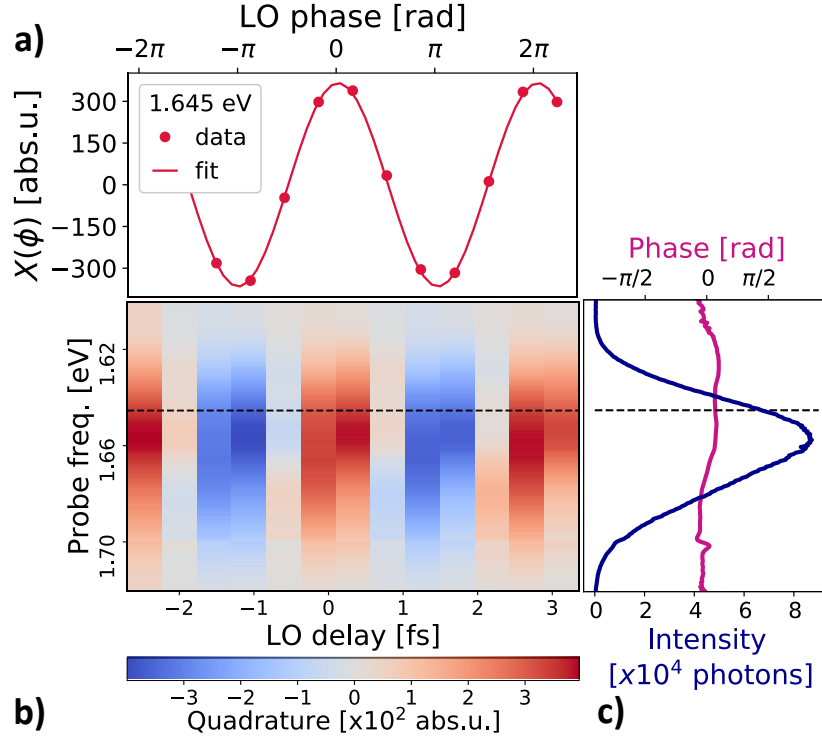 a)
LO phase [rad]
−2π −π 0 π 2π
X(ϕ) [abs.u.]
300
150
0
−150
−300
1.645 eV
data
fit
Phase [rad]
−π/2 0 π/2
Probe freq. [eV]
1.62
1.66
1.70
−2 −1 0 1 2 3
LO delay [fs]
0 2 4 6 8
Intensity
[x10⁴ photons]
−3 −2 −1 0 1 2 3
Quadrature [x10² abs.u.]
b)
c)